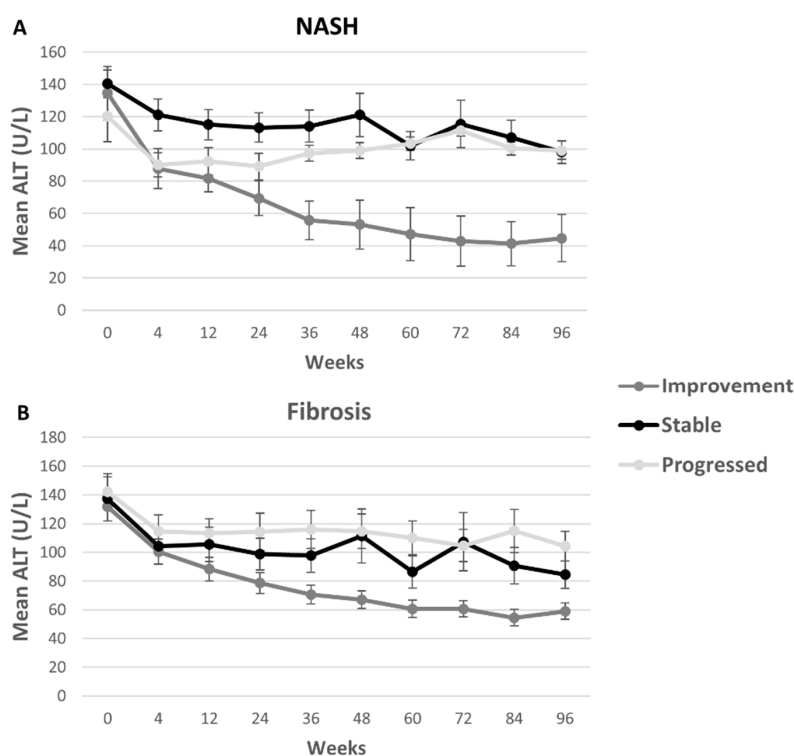 A
NASH
160
140
120
100
80
60
40
20
0
Mean ALT (U/L)
0 4 12 24 36 48 60 72 84 96
Weeks
B
Fibrosis
180
160
140
120
100
80
60
40
20
0
Mean ALT (U/L)
0 4 12 24 36 48 60 72 84 96
Weeks
Improvement
Stable
Progressed